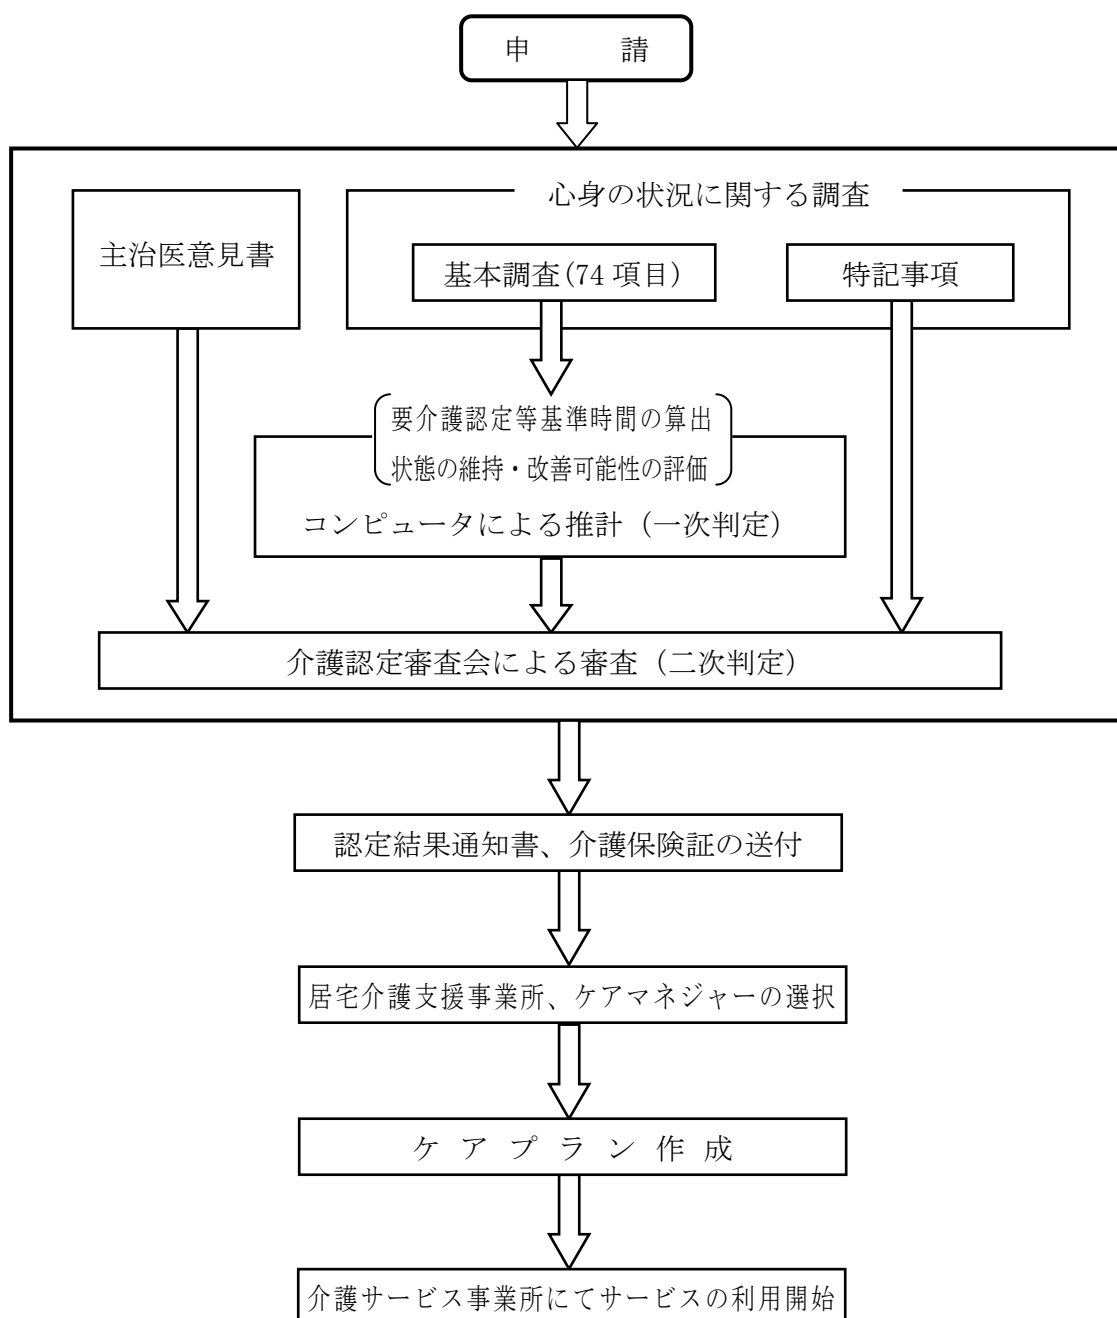 申　請
心身の状況に関する調査
主治医意見書
基本調査(74 項目)
特記事項
要介護認定等基準時間の算出
状態の維持・改善可能性の評価
コンピュータによる推計（一次判定）
介護認定審査会による審査（二次判定）
認定結果通知書、介護保険証の送付
居宅介護支援事業所、ケアマネジャーの選択
ケアプラン作成
介護サービス事業所にてサービスの利用開始